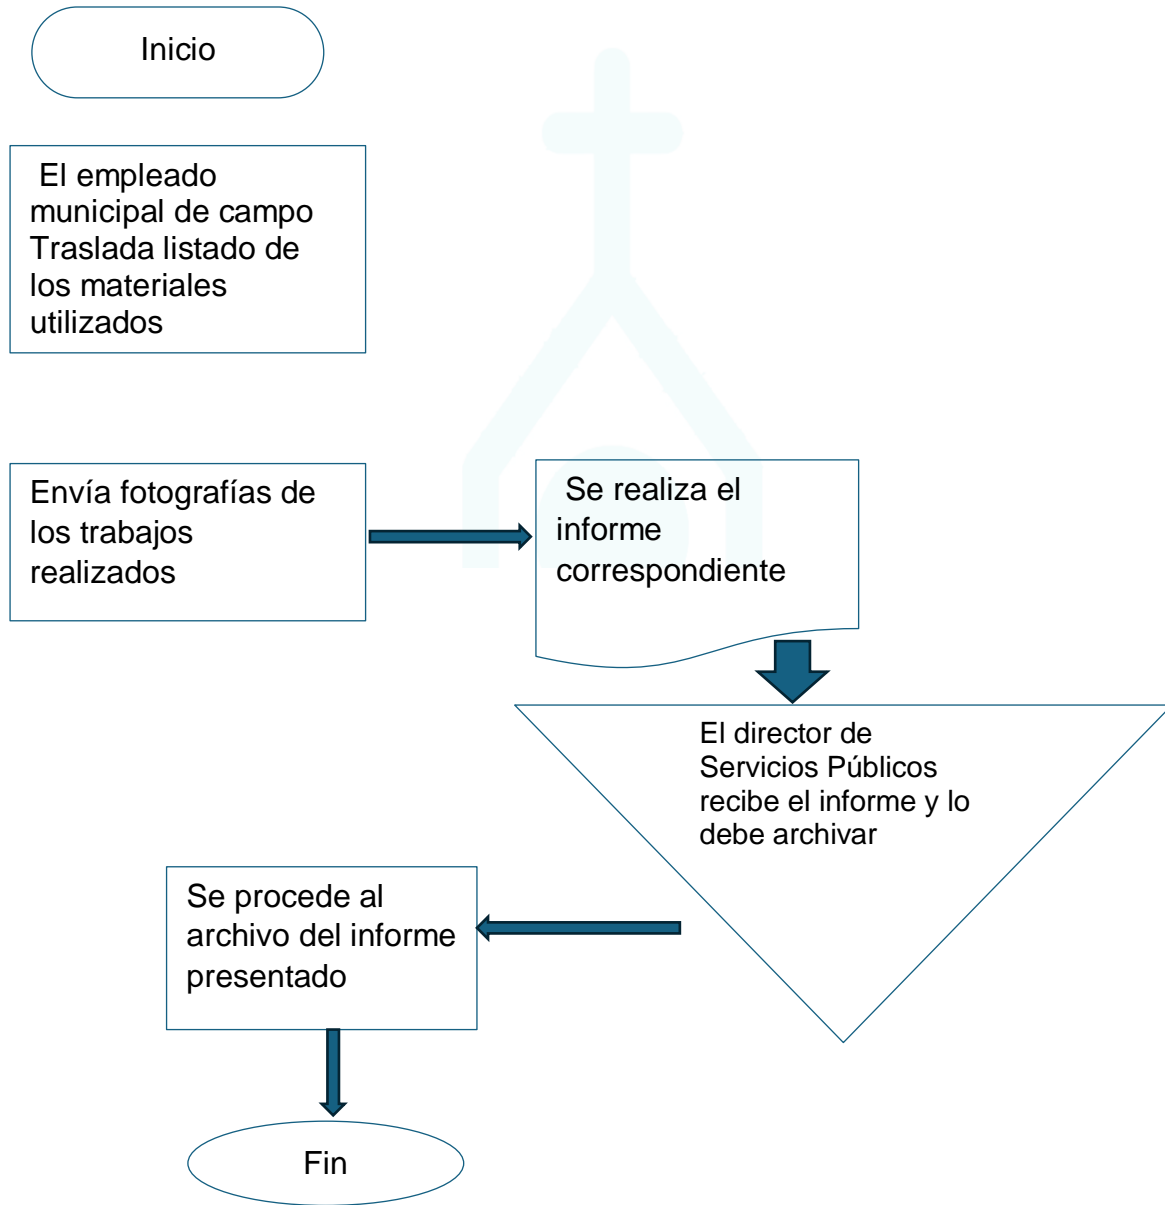 Inicio
El empleado
municipal de campo
Traslada listado de
los materiales
utilizados
Envía fotografías de
los trabajos
realizados
Se realiza el
informe
correspondiente
El director de
Servicios Públicos
recibe el informe y lo
debe archivar
Se procede al
archivo del informe
presentado
Fin